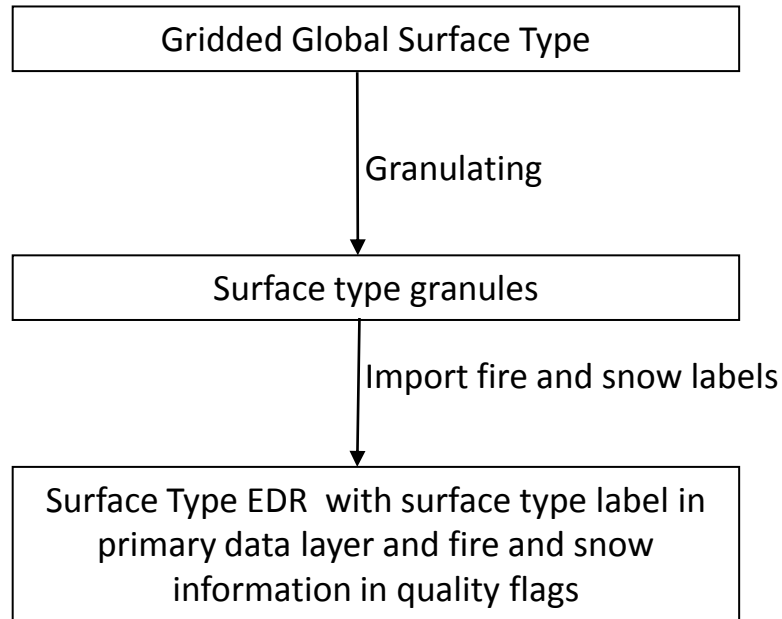 Gridded Global Surface Type
Granulating
Surface type granules
Import fire and snow labels
Surface Type EDR  with surface type label in
primary data layer and fire and snow
information in quality flags